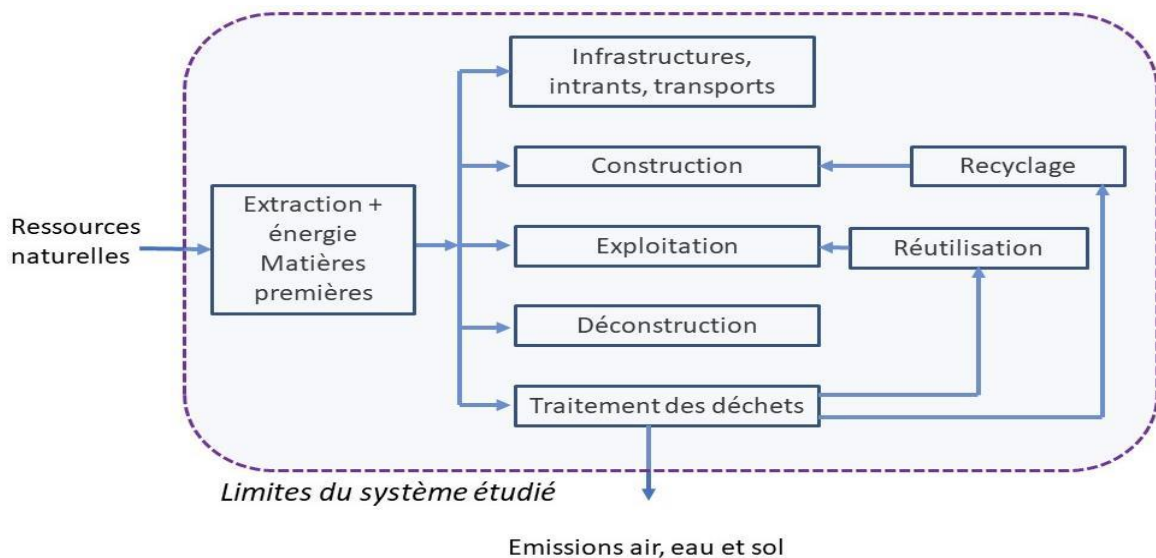 Infrastructures,
intrants, transports
Construction
Recyclage
Extraction +
énergie
Matières
premières
Ressources
naturelles
Exploitation
Réutilisation
Déconstruction
Traitement des déchets
Limites du système étudié
Emissions air, eau et sol